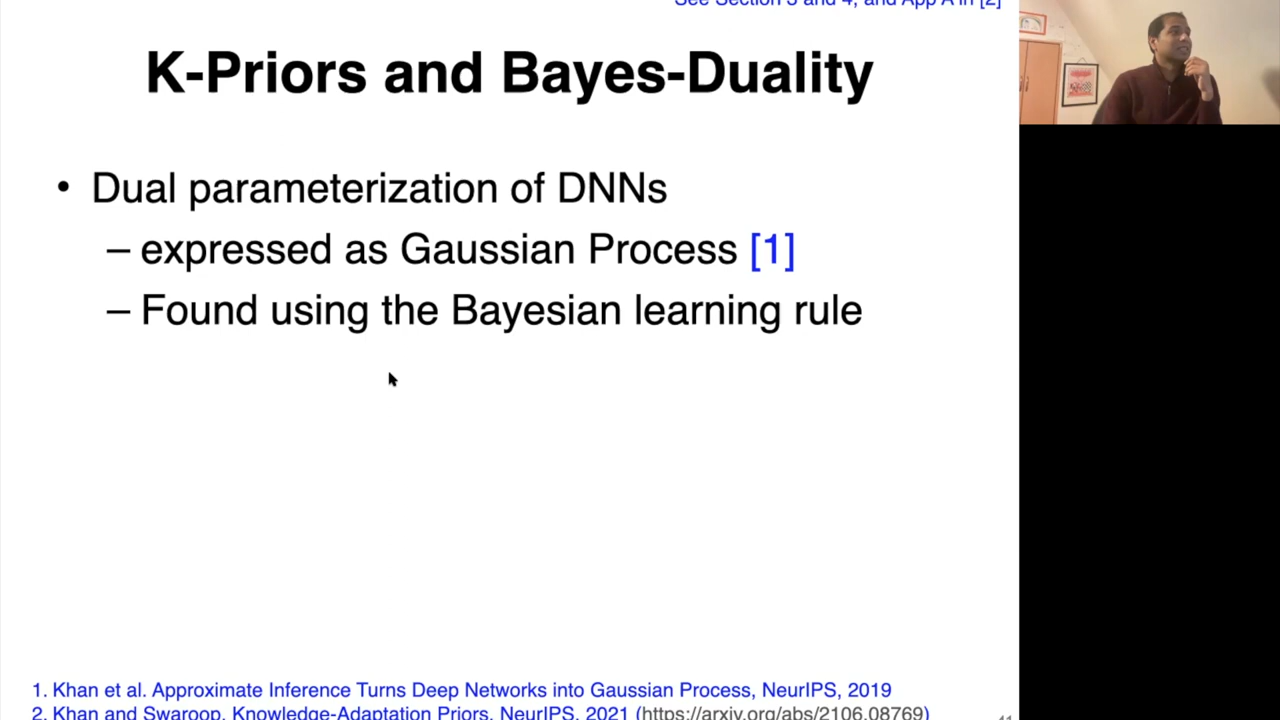 See Section 3 and 4, and App A in [2]
K-Priors and Bayes-Duality
• Dual parameterization of DNNs
– expressed as Gaussian Process [1]
– Found using the Bayesian learning rule
1. Khan et al. Approximate Inference Turns Deep Networks into Gaussian Process, NeurIPS, 2019
2. Khan and Swaroop. Knowledge-Adaptation Priors, NeurIPS, 2021 (https://arxiv.org/abs/2106.08769)
41